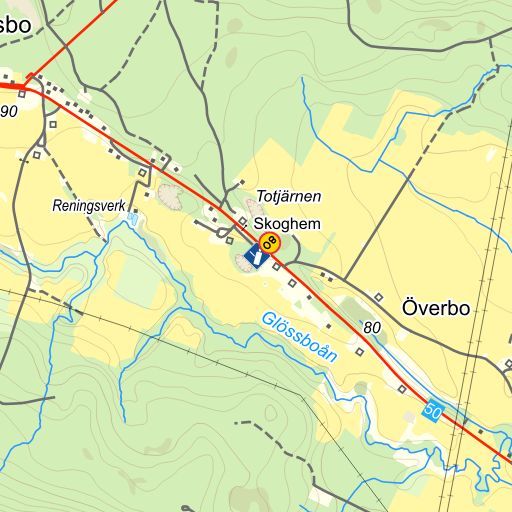 sbo
90
Reningsverk
Totjärnen
Skoghem
80
Överbo
80
Glössboån
50